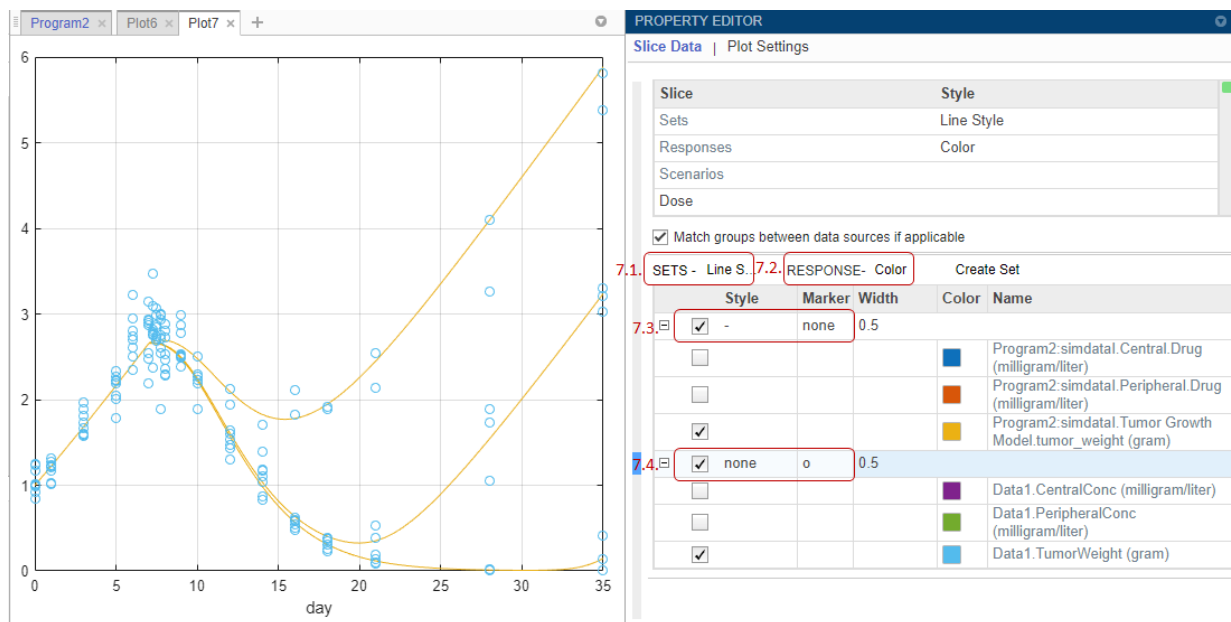 Program2 × Plot6 × Plot7 × +
6
5
4
3
2
1
0
0 5 10 15 20 25 30 35
day
PROPERTY EDITOR
Slice Data | Plot Settings
Slice Style
Sets Line Style
Responses Color
Scenarios
Dose
Match groups between data sources if applicable
7.1. SETS - Line S... 7.2. RESPONSE- Color Create Set
Style Marker Width Color Name
7.3. - none 0.5
Program2:simdataI.Central.Drug
(milligram/liter)
Program2:simdataI.Peripheral.Drug
(milligram/liter)
Program2:simdataI.Tumor Growth
Model.tumor_weight (gram)
7.4. none o 0.5
Data1.CentralConc (milligram/liter)
Data1.PeripheralConc
(milligram/liter)
Data1.TumorWeight (gram)